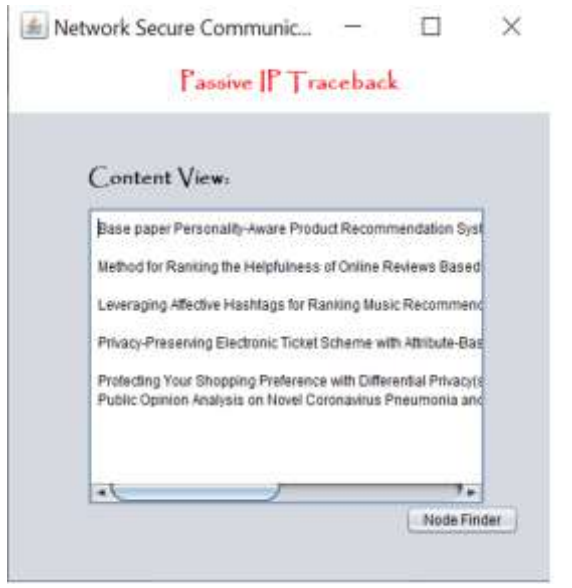 Network Secure Communic...
Passive IP Traceback
Content View:
Base paper Personality-Aware Product Recommendation Syst
Method for Ranking the Helpfulness of Online Reviews Based
Leveraging Affective Hashtags for Ranking Music Recommend
Privacy-Preserving Electronic Ticket Scheme with Attribute-Bas
Protecting Your Shopping Preference with Differential Privacy(s
Public Opinion Analysis on Novel Coronavirus Pneumonia and
Node Finder